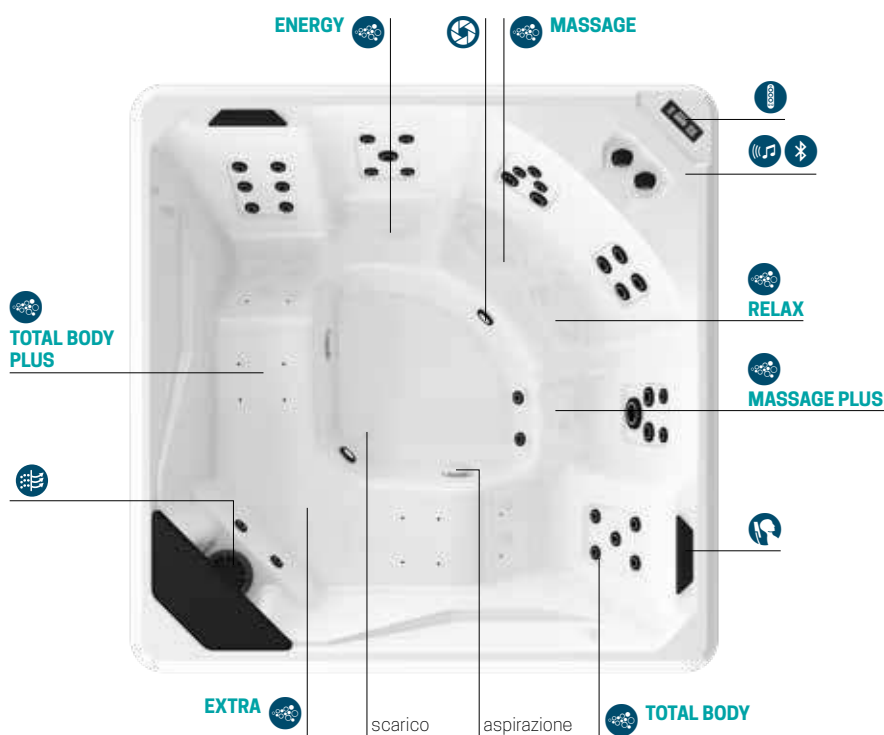 ENERGY
MASSAGE
RELAX
TOTAL BODY
PLUS
MASSAGE PLUS
EXTRA
scarico
aspirazione
TOTAL BODY